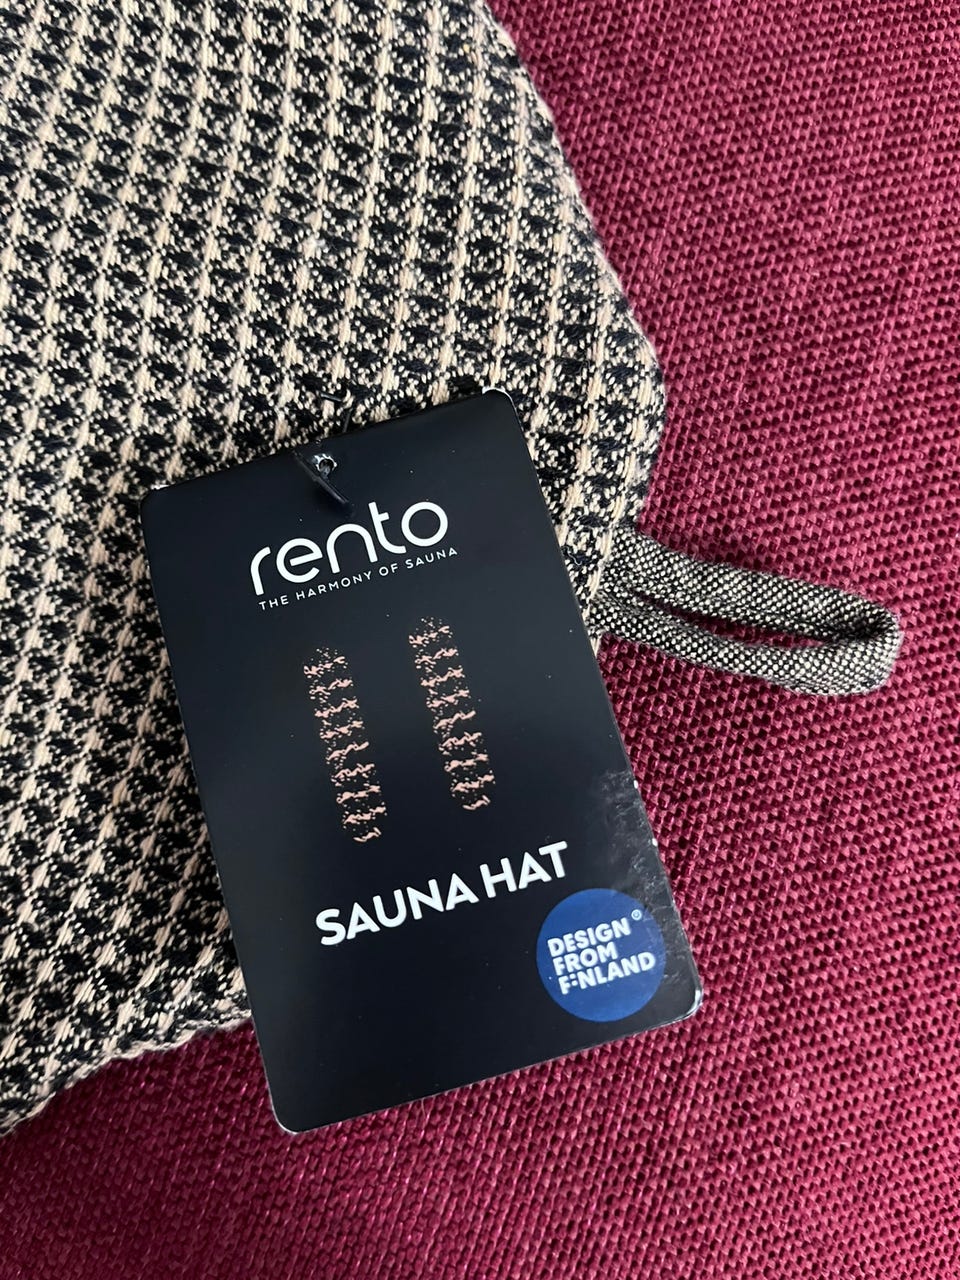 rento
THE HARMONY OF SAUNA
SAUNA HAT
DESIGN®
FROM
FINLAND